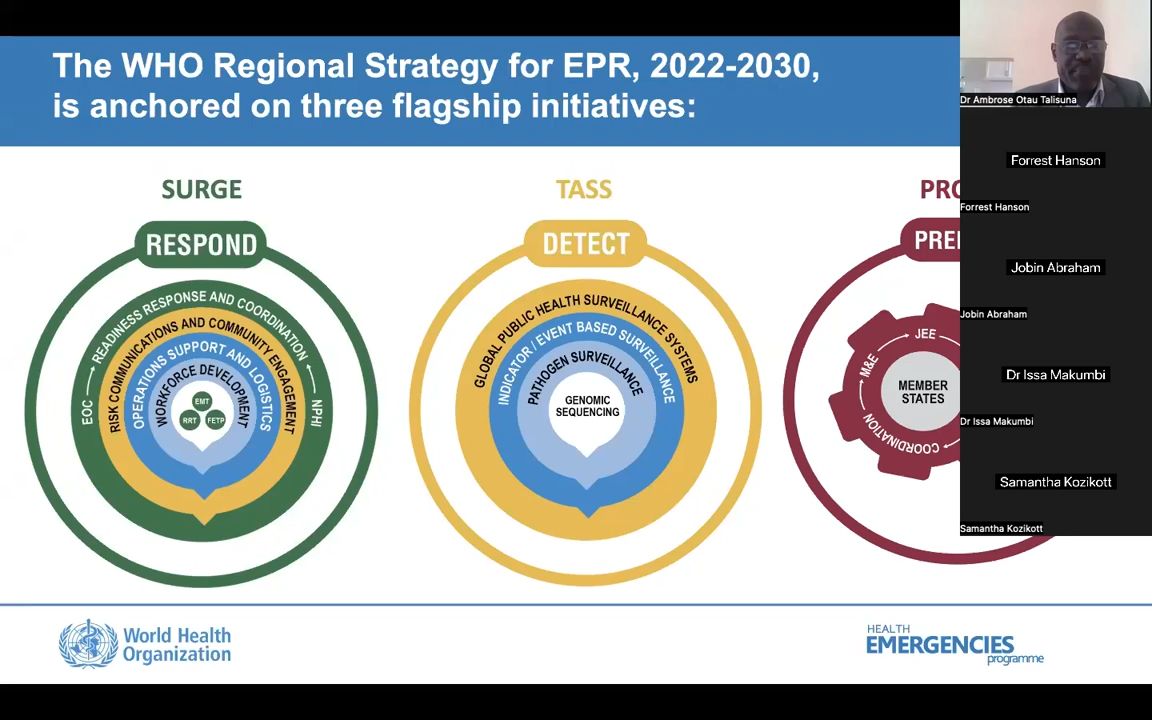 The WHO Regional Strategy for EPR, 2022-2030,
is anchored on three flagship initiatives:
SURGE
RESPOND
EOC
READINESS RESPONSE AND COORDINATION
NPHI
RISK COMMUNICATIONS AND COMMUNITY ENGAGEMENT
OPERATIONS SUPPORT AND LOGISTICS
WORKFORCE DEVELOPMENT
EMT
RRT
FETP
TASS
DETECT
GLOBAL PUBLIC HEALTH SURVEILLANCE SYSTEMS
INDICATOR / EVENT BASED SURVEILLANCE
PATHOGEN SURVEILLANCE
GENOMIC
SEQUENCING
JEE
M&E
MEMBER
STATES
COORDINATION
Dr Ambrose Otau Talisuna
Forrest Hanson
Forrest Hanson
Jobin Abraham
Jobin Abraham
Dr Issa Makumbi
Dr Issa Makumbi
Samantha Kozikott
Samantha Kozikott
World Health
Organization
HEALTH
EMERGENCIES
programme